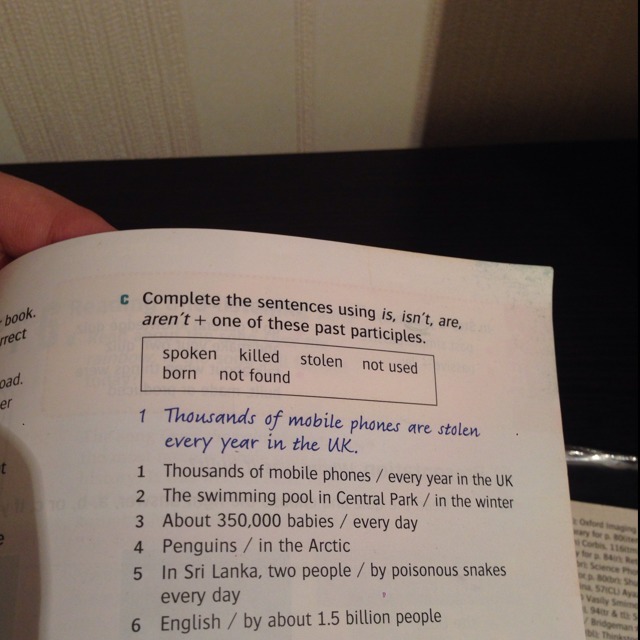 book.
rrect
oad.
er
t
e
C Complete the sentences using is, isn't, are,
aren't + one of these past participles.
spoken killed stolen not used
born not found
1 Thousands of mobile phones are stolen
every year in the UK.
1 Thousands of mobile phones / every year in the UK
2 The swimming pool in Central Park / in the winter
3 About 350,000 babies / every day
4 Penguins / in the Arctic
5 In Sri Lanka, two people / by poisonous snakes
every day
6 English / by about 1.5 billion people
Oxford Imaging
Corbis,
Science